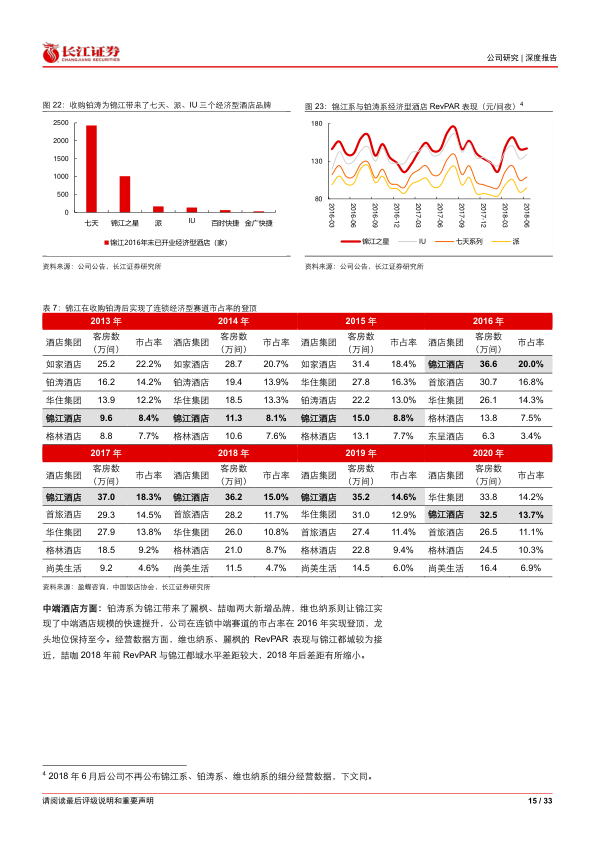 长江证券
CHANGJIANG SECURITIES
公司研究 | 深度报告
图 22：收购铂涛为锦江带来了七天、派、IU 三个经济型酒店品牌
2500
2000
1500
1000
500
0
七天 锦江之星 派 IU 百时快捷 金广快捷
锦江2016年末已开业经济型酒店（家）
资料来源：公司公告，长江证券研究所
图 23：锦江系与铂涛系经济型酒店 RevPAR 表现（元/间夜）4
180
130
80
2016-03 2016-06 2016-09 2016-12 2017-03 2017-06 2017-09 2017-12 2018-03 2018-06
锦江之星 IU 七天系列 派
资料来源：公司公告，长江证券研究所
表 7：锦江在收购铂涛后实现了连锁经济型赛道市占率的登顶
2013 年 2014 年 2015 年 2016 年
酒店集团 客房数（万间） 市占率 酒店集团 客房数（万间） 市占率 酒店集团 客房数（万间） 市占率 酒店集团 客房数（万间） 市占率
如家酒店 25.2 22.2% 如家酒店 28.7 20.7% 如家酒店 31.4 18.4% 锦江酒店 36.6 20.0%
铂涛酒店 16.2 14.2% 铂涛酒店 19.4 13.9% 华住集团 27.8 16.3% 首旅酒店 30.7 16.8%
华住集团 13.9 12.2% 华住集团 18.5 13.3% 铂涛酒店 22.2 13.0% 华住集团 26.1 14.3%
锦江酒店 9.6 8.4% 锦江酒店 11.3 8.1% 锦江酒店 15.0 8.8% 格林酒店 13.8 7.5%
格林酒店 8.8 7.7% 格林酒店 10.6 7.6% 格林酒店 13.1 7.7% 东呈酒店 6.3 3.4%
2017 年 2018 年 2019 年 2020 年
酒店集团 客房数（万间） 市占率 酒店集团 客房数（万间） 市占率 酒店集团 客房数（万间） 市占率 酒店集团 客房数（万间） 市占率
锦江酒店 37.0 18.3% 锦江酒店 36.2 15.0% 锦江酒店 35.2 14.6% 华住集团 33.8 14.2%
首旅酒店 29.3 14.5% 首旅酒店 28.2 11.7% 华住集团 31.0 12.9% 锦江酒店 32.5 13.7%
华住集团 27.9 13.8% 华住集团 26.0 10.8% 首旅酒店 27.4 11.4% 首旅酒店 26.5 11.1%
格林酒店 18.5 9.2% 格林酒店 21.0 8.7% 格林酒店 22.8 9.4% 格林酒店 24.5 10.3%
尚美生活 9.2 4.6% 尚美生活 11.5 4.7% 尚美生活 14.5 6.0% 尚美生活 16.4 6.9%
资料来源：盈蝶咨询，中国饭店协会，长江证券研究所
中端酒店方面：铂涛系为锦江带来了麗枫、喆啡两大新增品牌，维也纳系则让锦江实
现了中端酒店规模的快速提升，公司在连锁中端赛道的市占率在 2016 年实现登顶，龙
头地位保持至今。经营数据方面，维也纳系、麗枫的 RevPAR 表现与锦江都城较为接
近，喆啡 2018 年前 RevPAR 与锦江都城水平差距较大，2018 年后差距有所缩小。
4 2018 年 6 月后公司不再公布锦江系、铂涛系、维也纳系的细分经营数据，下文同。
请阅读最后评级说明和重要声明
15 / 33